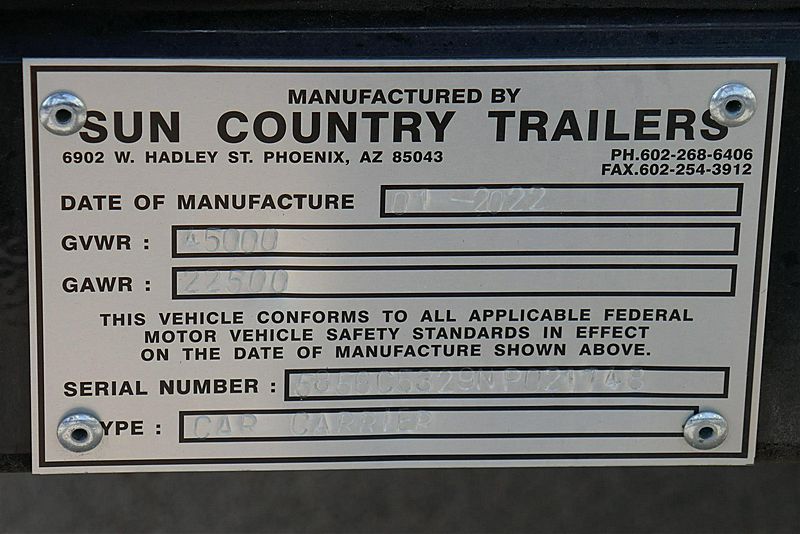 MANUFACTURED BY
SUN COUNTRY TRAILERS
6902 W. HADLEY ST. PHOENIX, AZ 85043
PH.602-268-6406
FAX.602-254-3912
DATE OF MANUFACTURE 01-2022
GVWR : 45000
GAWR : 22500
THIS VEHICLE CONFORMS TO ALL APPLICABLE FEDERAL
MOTOR VEHICLE SAFETY STANDARDS IN EFFECT
ON THE DATE OF MANUFACTURE SHOWN ABOVE.
SERIAL NUMBER :
TYPE : CAR CARRIER